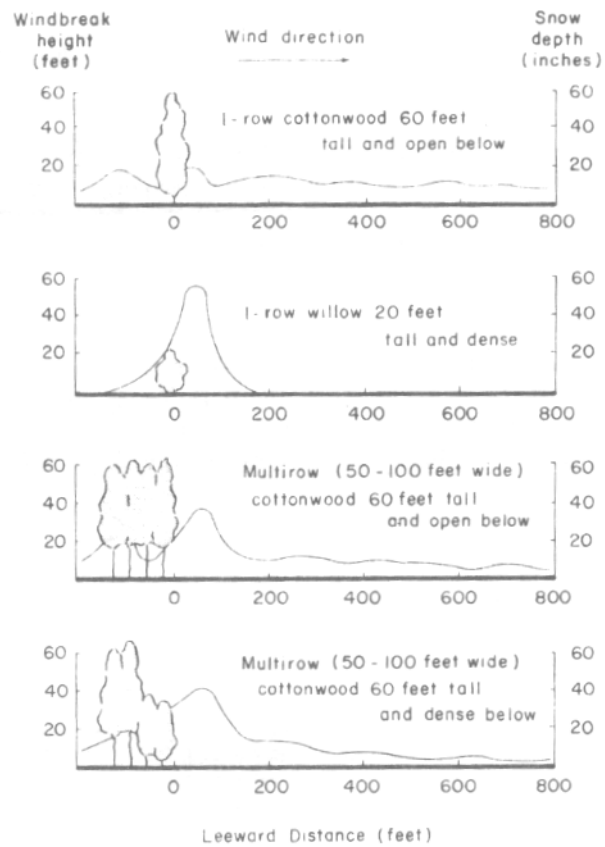 Windbreak height (feet)
Wind direction
Snow depth (inches)
60
40
20
1-row cottonwood 60 feet
tall and open below
60
40
20
0 200 400 600 800
60
40
20
1-row willow 20 feet
tall and dense
60
40
20
0 200 400 600 800
60
40
20
Multirow (50-100 feet wide)
cottonwood 60 feet tall
and open below
60
40
20
0 200 400 600 800
60
40
20
Multirow (50-100 feet wide)
cottonwood 60 feet tall
and dense below
60
40
20
0 200 400 600 800
Leeward Distance (feet)